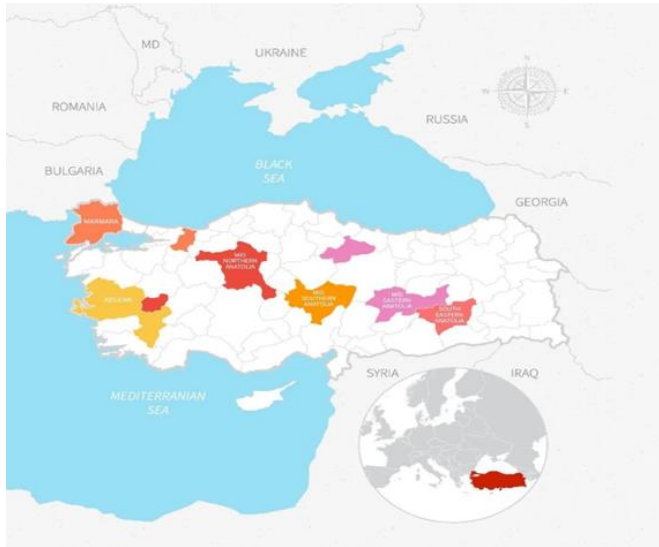 UKRAINE
MD
N
W
E
S
ROMANIA
RUSSIA
BLACK
SEA
BULGARIA
GEORGIA
MARMARA
MID
NORTHERN
ANATOLIA
AEGEAN
MID
SOUTHERN
ANATOLIA
MID
EASTERN
ANATOLIA
SOUTH
EASTERN
ANATOLIA
SYRIA
IRAQ
MEDITERRANIAN
SEA